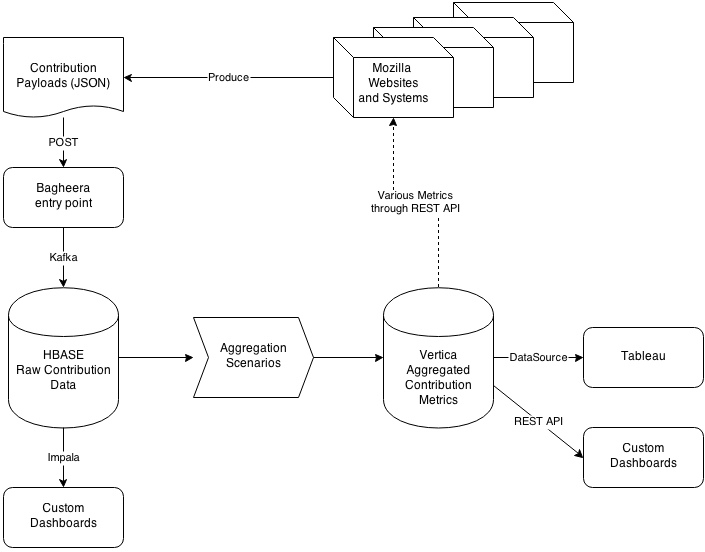 Contribution
Payloads (JSON)
Produce
Mozilla
Websites
and Systems
POST
Bagheera
entry point
Various Metrics
through REST API
Kafka
HBASE
Raw Contribution
Data
Aggregation
Scenarios
Vertica
Aggregated
Contribution
Metrics
DataSource
Tableau
REST API
Custom
Dashboards
Impala
Custom
Dashboards